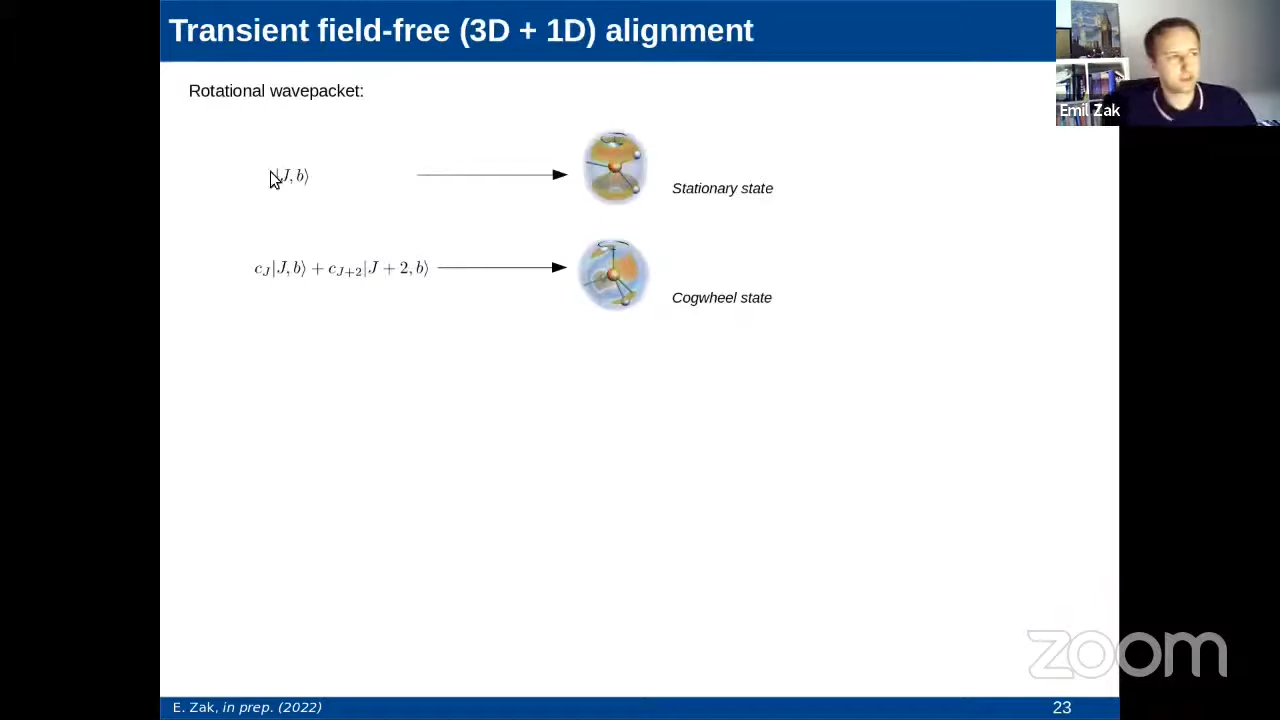 Transient field-free (3D + 1D) alignment
Emil Zak
Rotational wavepacket:
|J, b⟩
Stationary state
c_J|J, b⟩ + c_{J+2}|J + 2, b⟩
Cogwheel state
zoom
E. Zak, in prep. (2022)
23